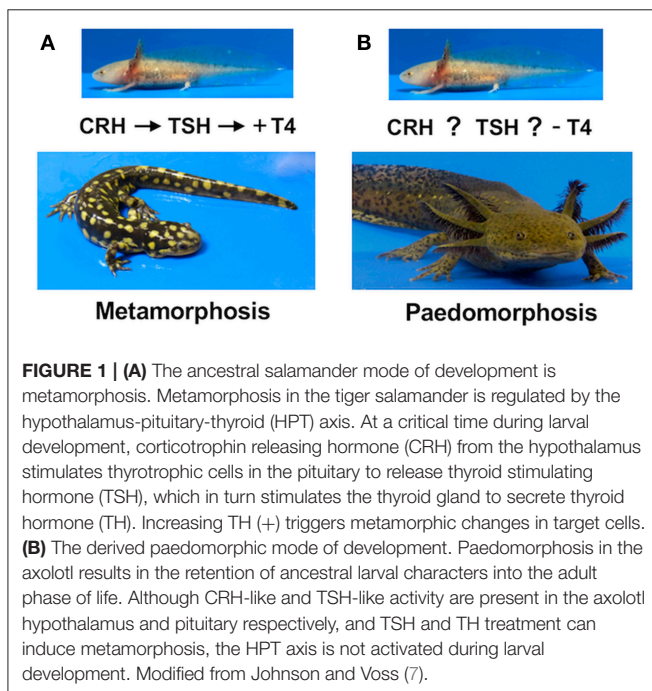 A
B
CRH → TSH → + T4
CRH ? TSH ? - T4
Metamorphosis
Paedomorphosis
FIGURE 1 | (A) The ancestral salamander mode of development is
metamorphosis. Metamorphosis in the tiger salamander is regulated by the
hypothalamus-pituitary-thyroid (HPT) axis. At a critical time during larval
development, corticotrophin releasing hormone (CRH) from the hypothalamus
stimulates thyrotrophic cells in the pituitary to release thyroid stimulating
hormone (TSH), which in turn stimulates the thyroid gland to secrete thyroid
hormone (TH). Increasing TH (+) triggers metamorphic changes in target cells.
(B) The derived paedomorphic mode of development. Paedomorphosis in the
axolotl results in the retention of ancestral larval characters into the adult
phase of life. Although CRH-like and TSH-like activity are present in the axolotl
hypothalamus and pituitary respectively, and TSH and TH treatment can
induce metamorphosis, the HPT axis is not activated during larval
development. Modified from Johnson and Voss (7).